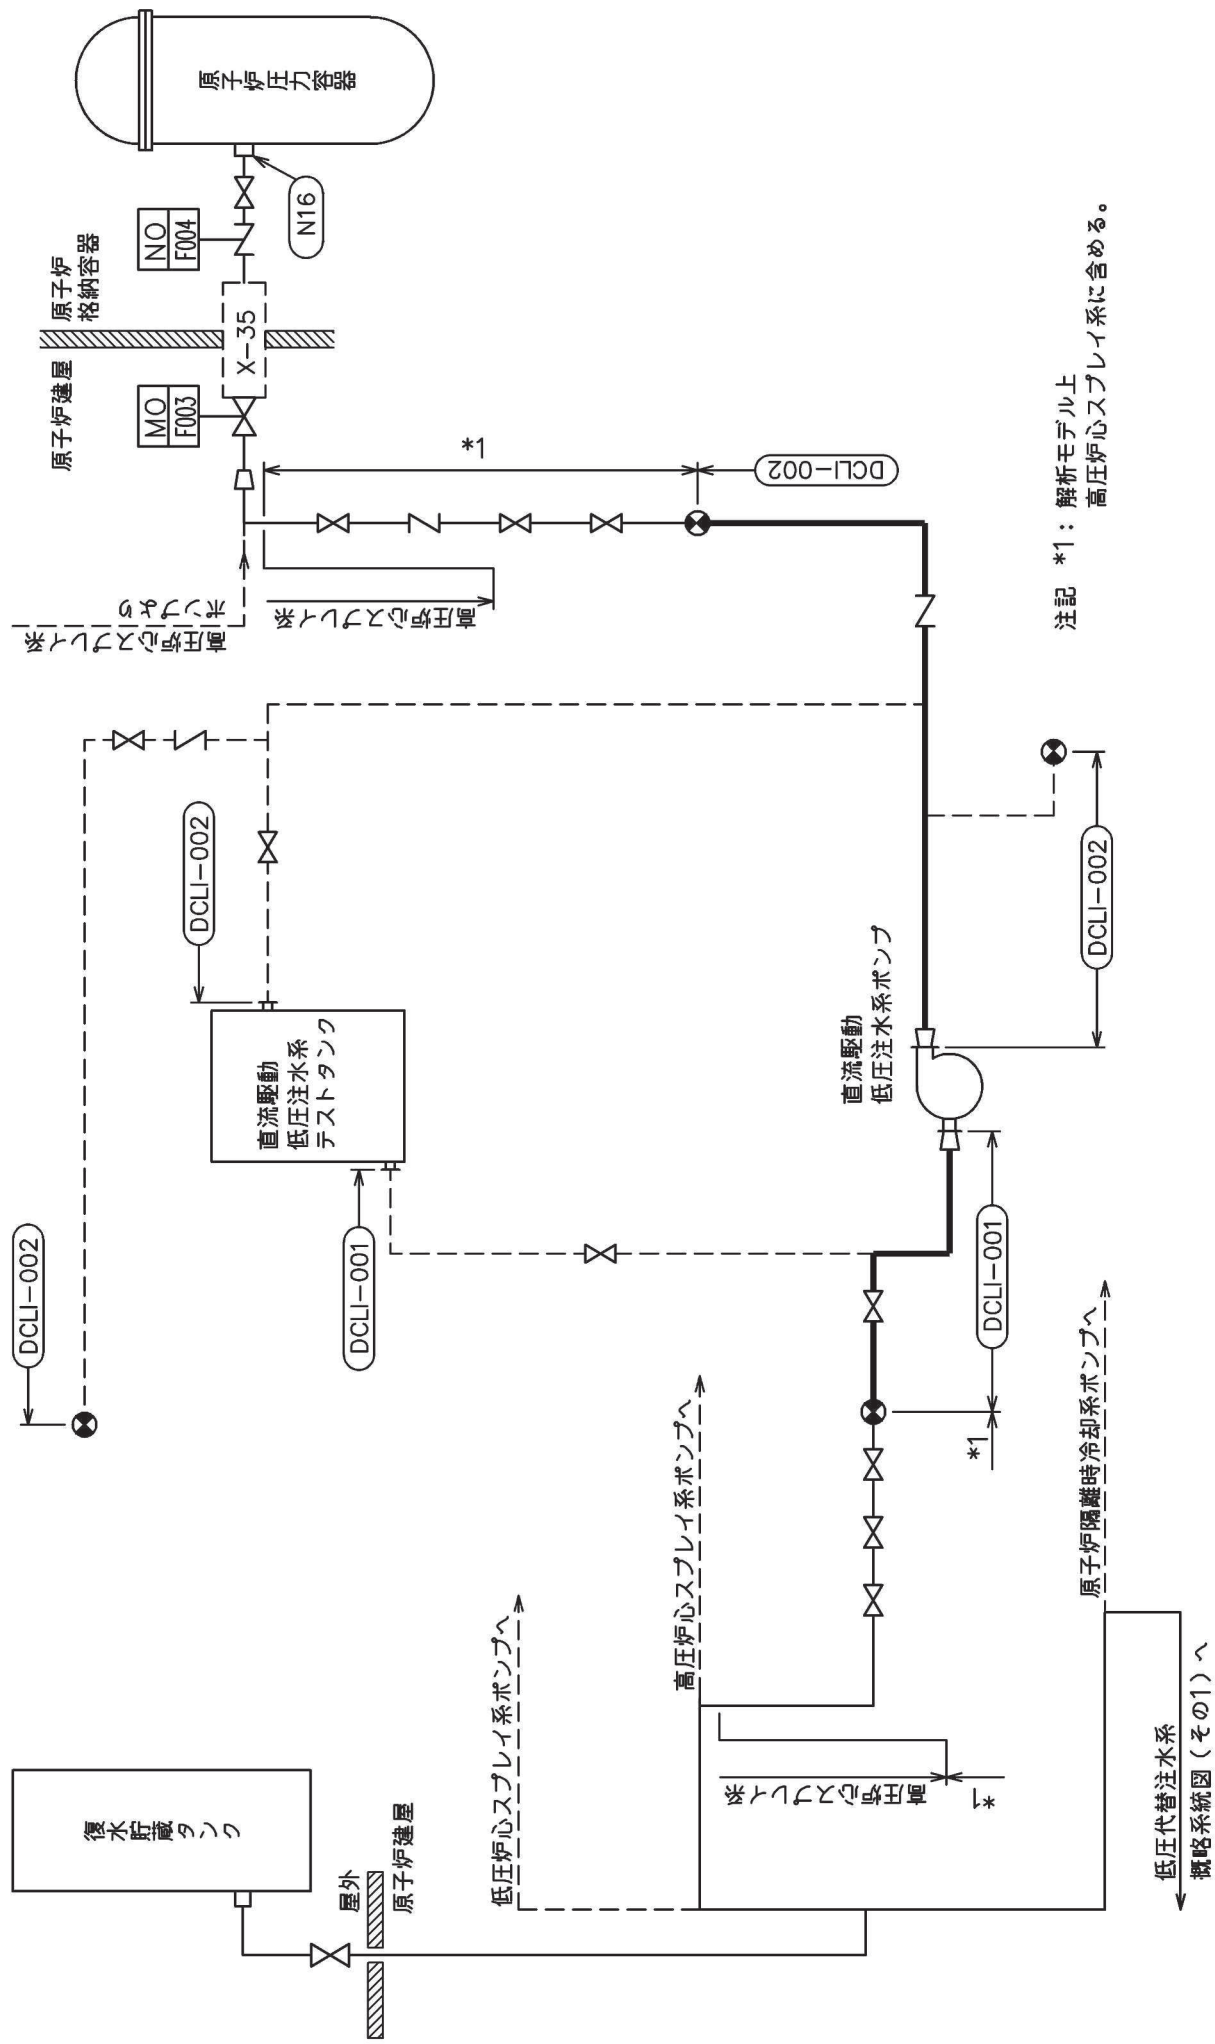 復水貯蔵タンク
屋外
原子炉建屋
低圧炉心スプレイ系ポンプへ
高圧炉心スプレイ系ポンプへ
高圧炉心スプレイ系
*1
原子炉隔離時冷却系ポンプへ
低圧代替注水系
概略系統図(その1)へ
DCLI-002
DCLI-001
直流駆動
低圧注水系
テストタンク
DCLI-002
*1
DCLI-001
直流駆動
低圧注水系ポンプ
DCLI-002
高圧炉心スプレイ系
ポンプより
高圧炉心スプレイ系
*1
DCLI-002
原子炉建屋
原子炉
格納容器
MO
F003
X-35
NO
F004
N16
原子炉圧力容器
注記 *1:解析モデル上
高圧炉心スプレイ系に含める。